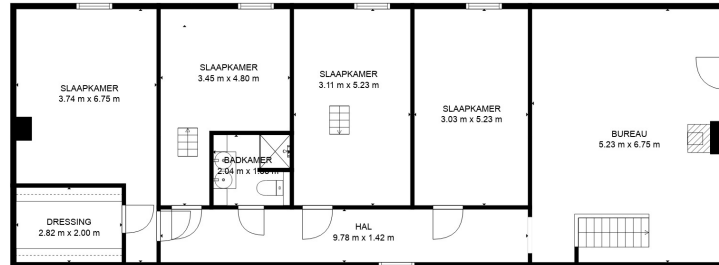 SLAAPKAMER
3.74 m x 6.75 m
SLAAPKAMER
3.45 m x 4.80 m
SLAAPKAMER
3.11 m x 5.23 m
SLAAPKAMER
3.03 m x 5.23 m
BUREAU
5.23 m x 6.75 m
BADKAMER
2.04 m x
DRESSING
2.82 m x 2.00 m
HAL
9.78 m x 1.42 m